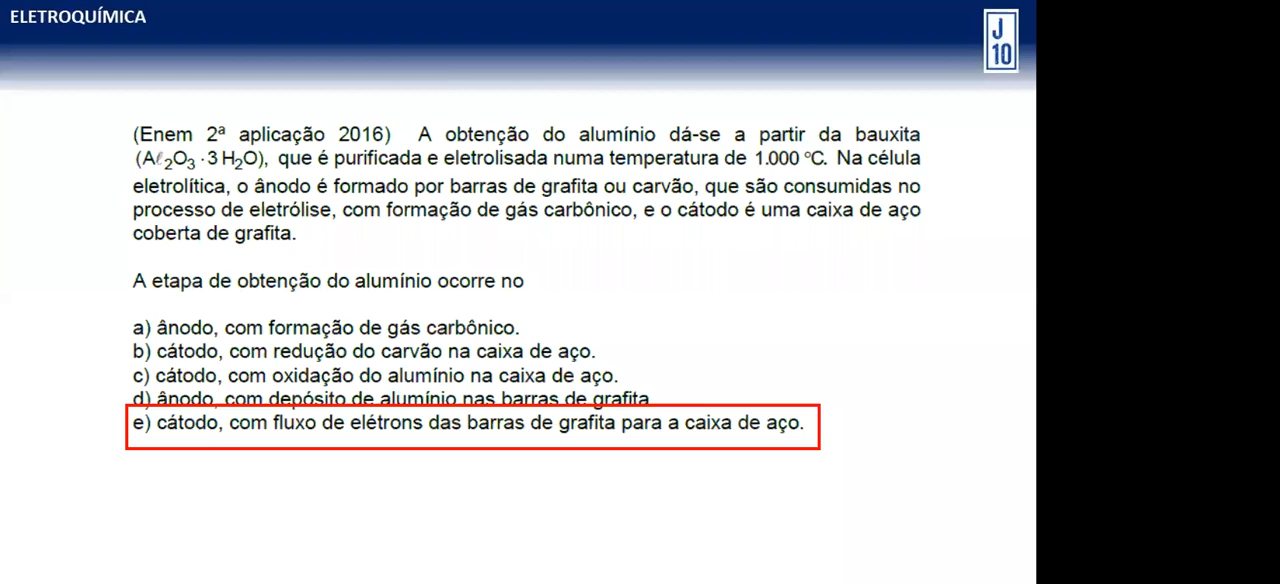 ELETROQUÍMICA
J
10
(Enem 2ª aplicação 2016) A obtenção do alumínio dá-se a partir da bauxita
(Aℓ₂O₃ · 3 H₂O), que é purificada e eletrolisada numa temperatura de 1.000 ºC. Na célula
eletrolítica, o ânodo é formado por barras de grafita ou carvão, que são consumidas no
processo de eletrólise, com formação de gás carbônico, e o cátodo é uma caixa de aço
coberta de grafita.
A etapa de obtenção do alumínio ocorre no
a) ânodo, com formação de gás carbônico.
b) cátodo, com redução do carvão na caixa de aço.
c) cátodo, com oxidação do alumínio na caixa de aço.
d) ânodo, com depósito de alumínio nas barras de grafita.
e) cátodo, com fluxo de elétrons das barras de grafita para a caixa de aço.